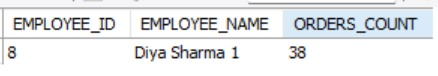 EMPLOYEE_ID EMPLOYEE_NAME ORDERS_COUNT
8 Diya Sharma 1 38